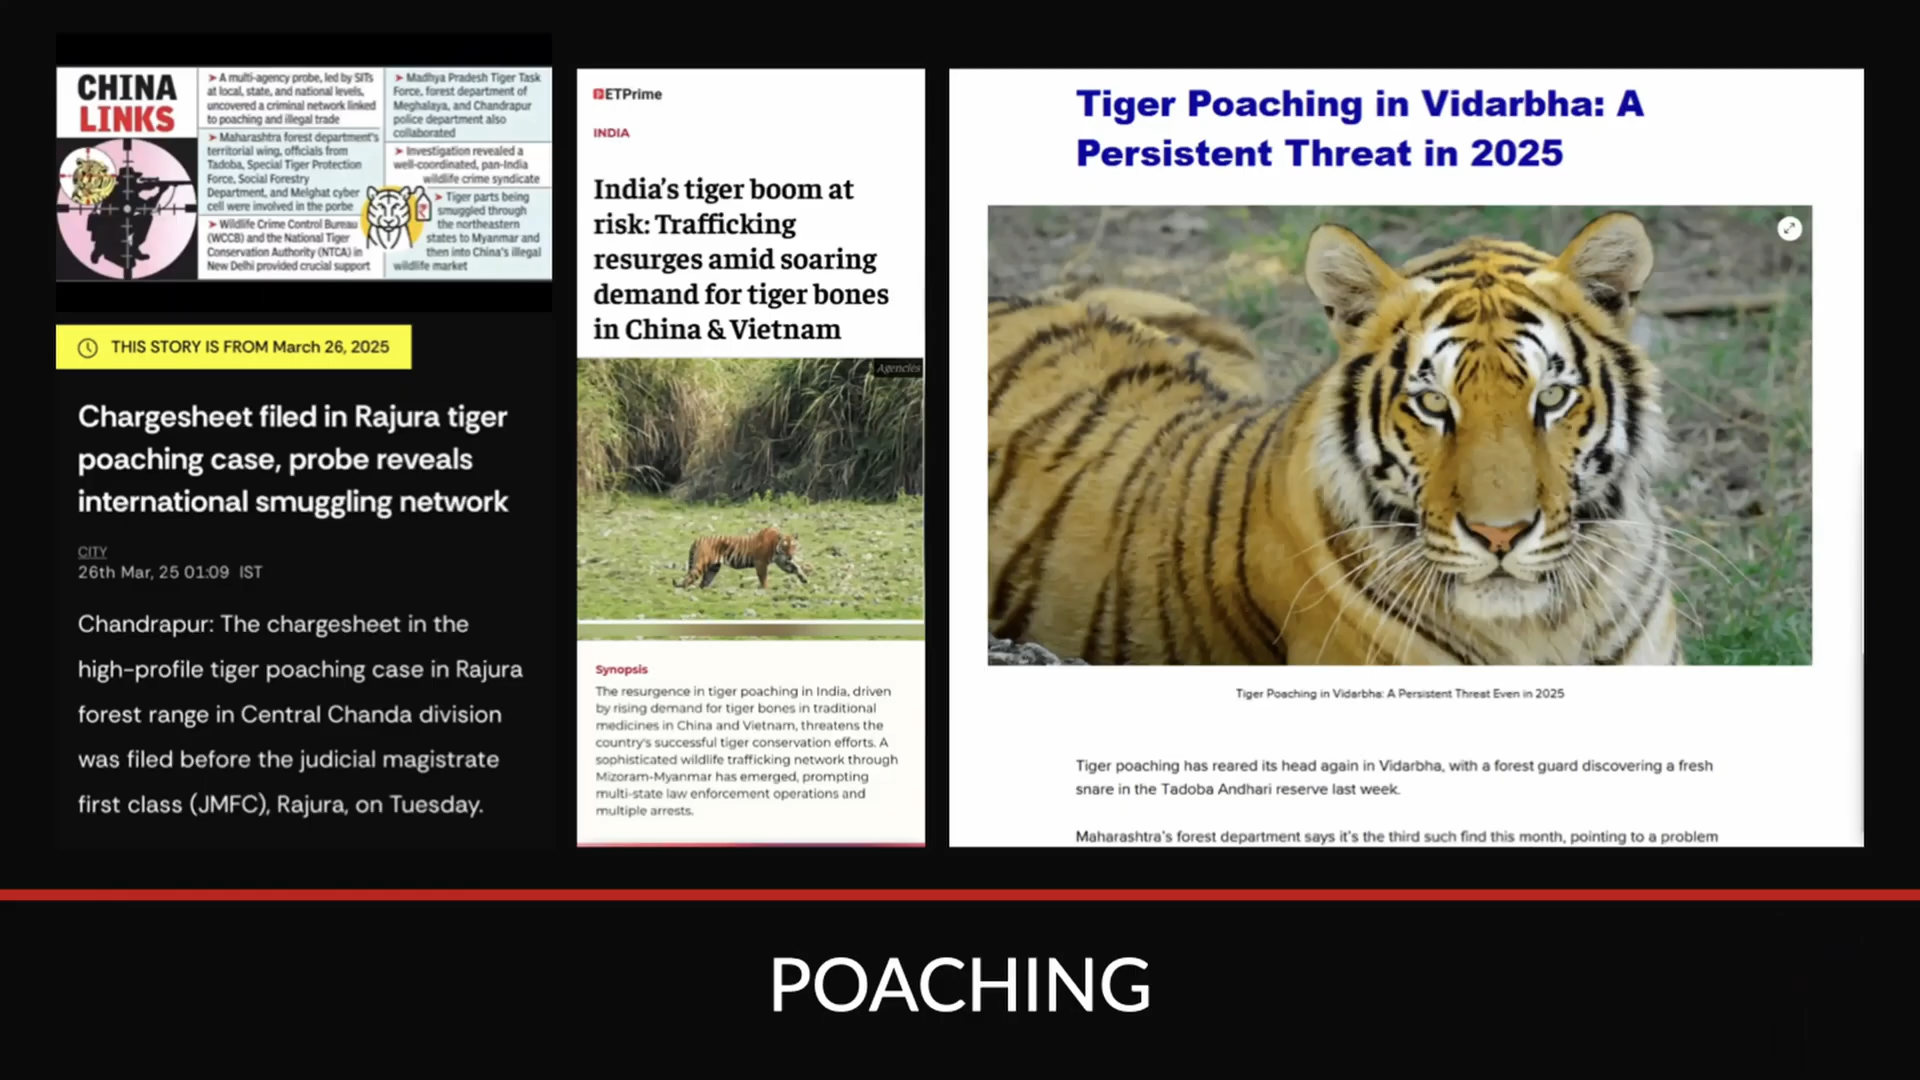 CHINA
LINKS
➤ A multi-agency probe, led by SITs
at local, state, and national levels,
uncovered a criminal network linked
to poaching and illegal trade
➤ Maharashtra forest department's
territorial wing, officials from
Tadoba, Special Tiger Protection
Force, Social Forestry
Department, and Melghat cyber
cell were involved in the porbe
➤ Wildlife Crime Control Bureau
(WCCB) and the National Tiger
Conservation Authority (NTCA) in
New Delhi provided crucial support
➤ Madhya Pradesh Tiger Task
Force, forest department of
Meghalaya, and Chandrapur
police department also
collaborated
➤ Investigation revealed a
well-coordinated, pan-India
wildlife crime syndicate
➤ Tiger parts being
smuggled through
the northeastern
states to Myanmar and
then into China's illegal
wildlife market
THIS STORY IS FROM March 26, 2025
Chargesheet filed in Rajura tiger
poaching case, probe reveals
international smuggling network
CITY
26th Mar, 25 01:09 IST
Chandrapur: The chargesheet in the
high-profile tiger poaching case in Rajura
forest range in Central Chanda division
was filed before the judicial magistrate
first class (JMFC), Rajura, on Tuesday.
ETPrime
INDIA
India's tiger boom at
risk: Trafficking
resurges amid soaring
demand for tiger bones
in China & Vietnam
Agencies
Synopsis
The resurgence in tiger poaching in India, driven
by rising demand for tiger bones in traditional
medicines in China and Vietnam, threatens the
country's successful tiger conservation efforts. A
sophisticated wildlife trafficking network through
Mizoram-Myanmar has emerged, prompting
multi-state law enforcement operations and
multiple arrests.
Tiger Poaching in Vidarbha: A
Persistent Threat in 2025
Tiger Poaching in Vidarbha: A Persistent Threat Even in 2025
Tiger poaching has reared its head again in Vidarbha, with a forest guard discovering a fresh
snare in the Tadoba Andhari reserve last week.
Maharashtra's forest department says it's the third such find this month, pointing to a problem
POACHING